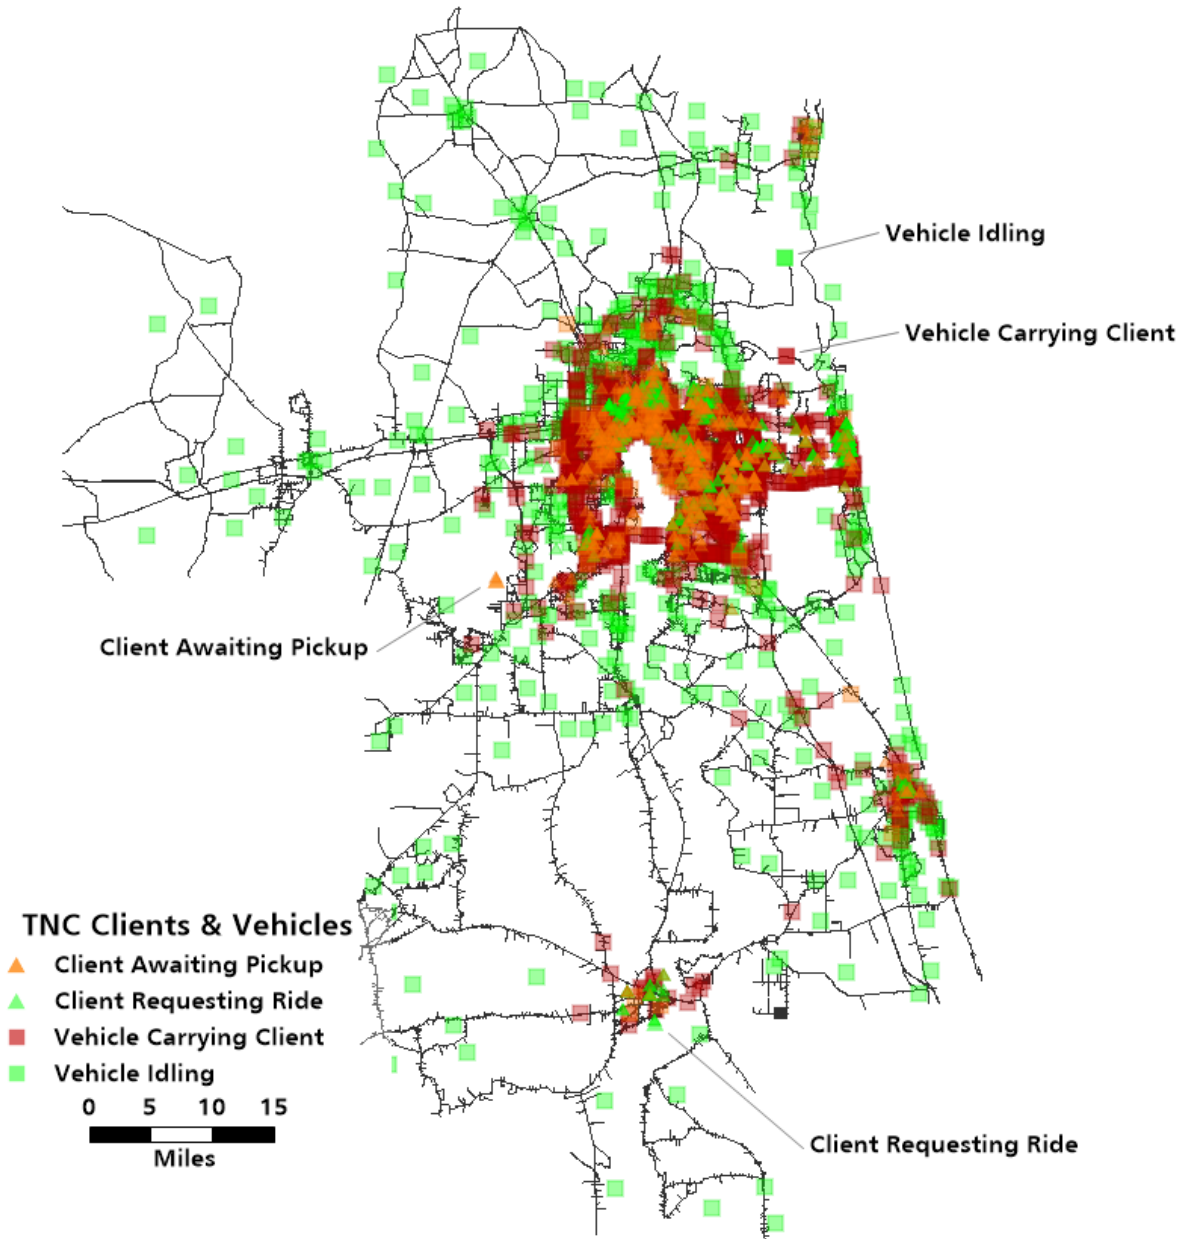 Vehicle Idling
Vehicle Carrying Client
Client Awaiting Pickup
TNC Clients & Vehicles
Client Awaiting Pickup
Client Requesting Ride
Vehicle Carrying Client
Vehicle Idling
0 5 10 15
Miles
Client Requesting Ride